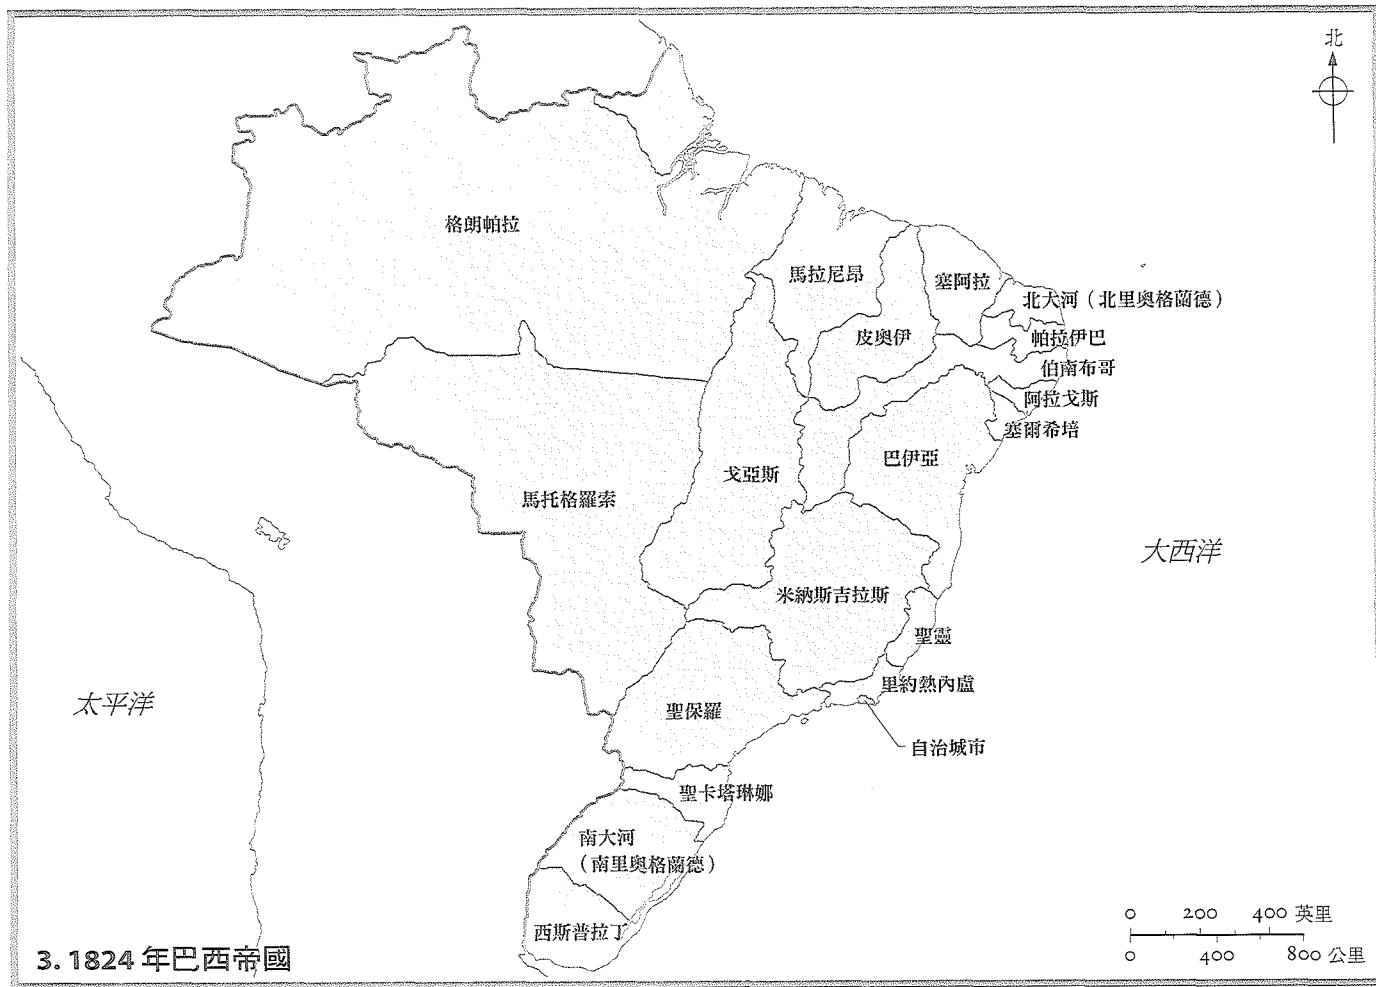 北
格朗帕拉
馬拉尼昂
塞阿拉
北大河（北里奧格蘭德）
皮奧伊
帕拉伊巴
伯南布哥
阿拉戈斯
塞爾希培
巴伊亞
戈亞斯
馬托格羅索
大西洋
米納斯吉拉斯
聖靈
里約熱內盧
太平洋
聖保羅
自治城市
聖卡塔琳娜
南大河
（南里奧格蘭德）
西斯普拉丁
0 200 400 英里
0 400 800 公里
3. 1824 年巴西帝國